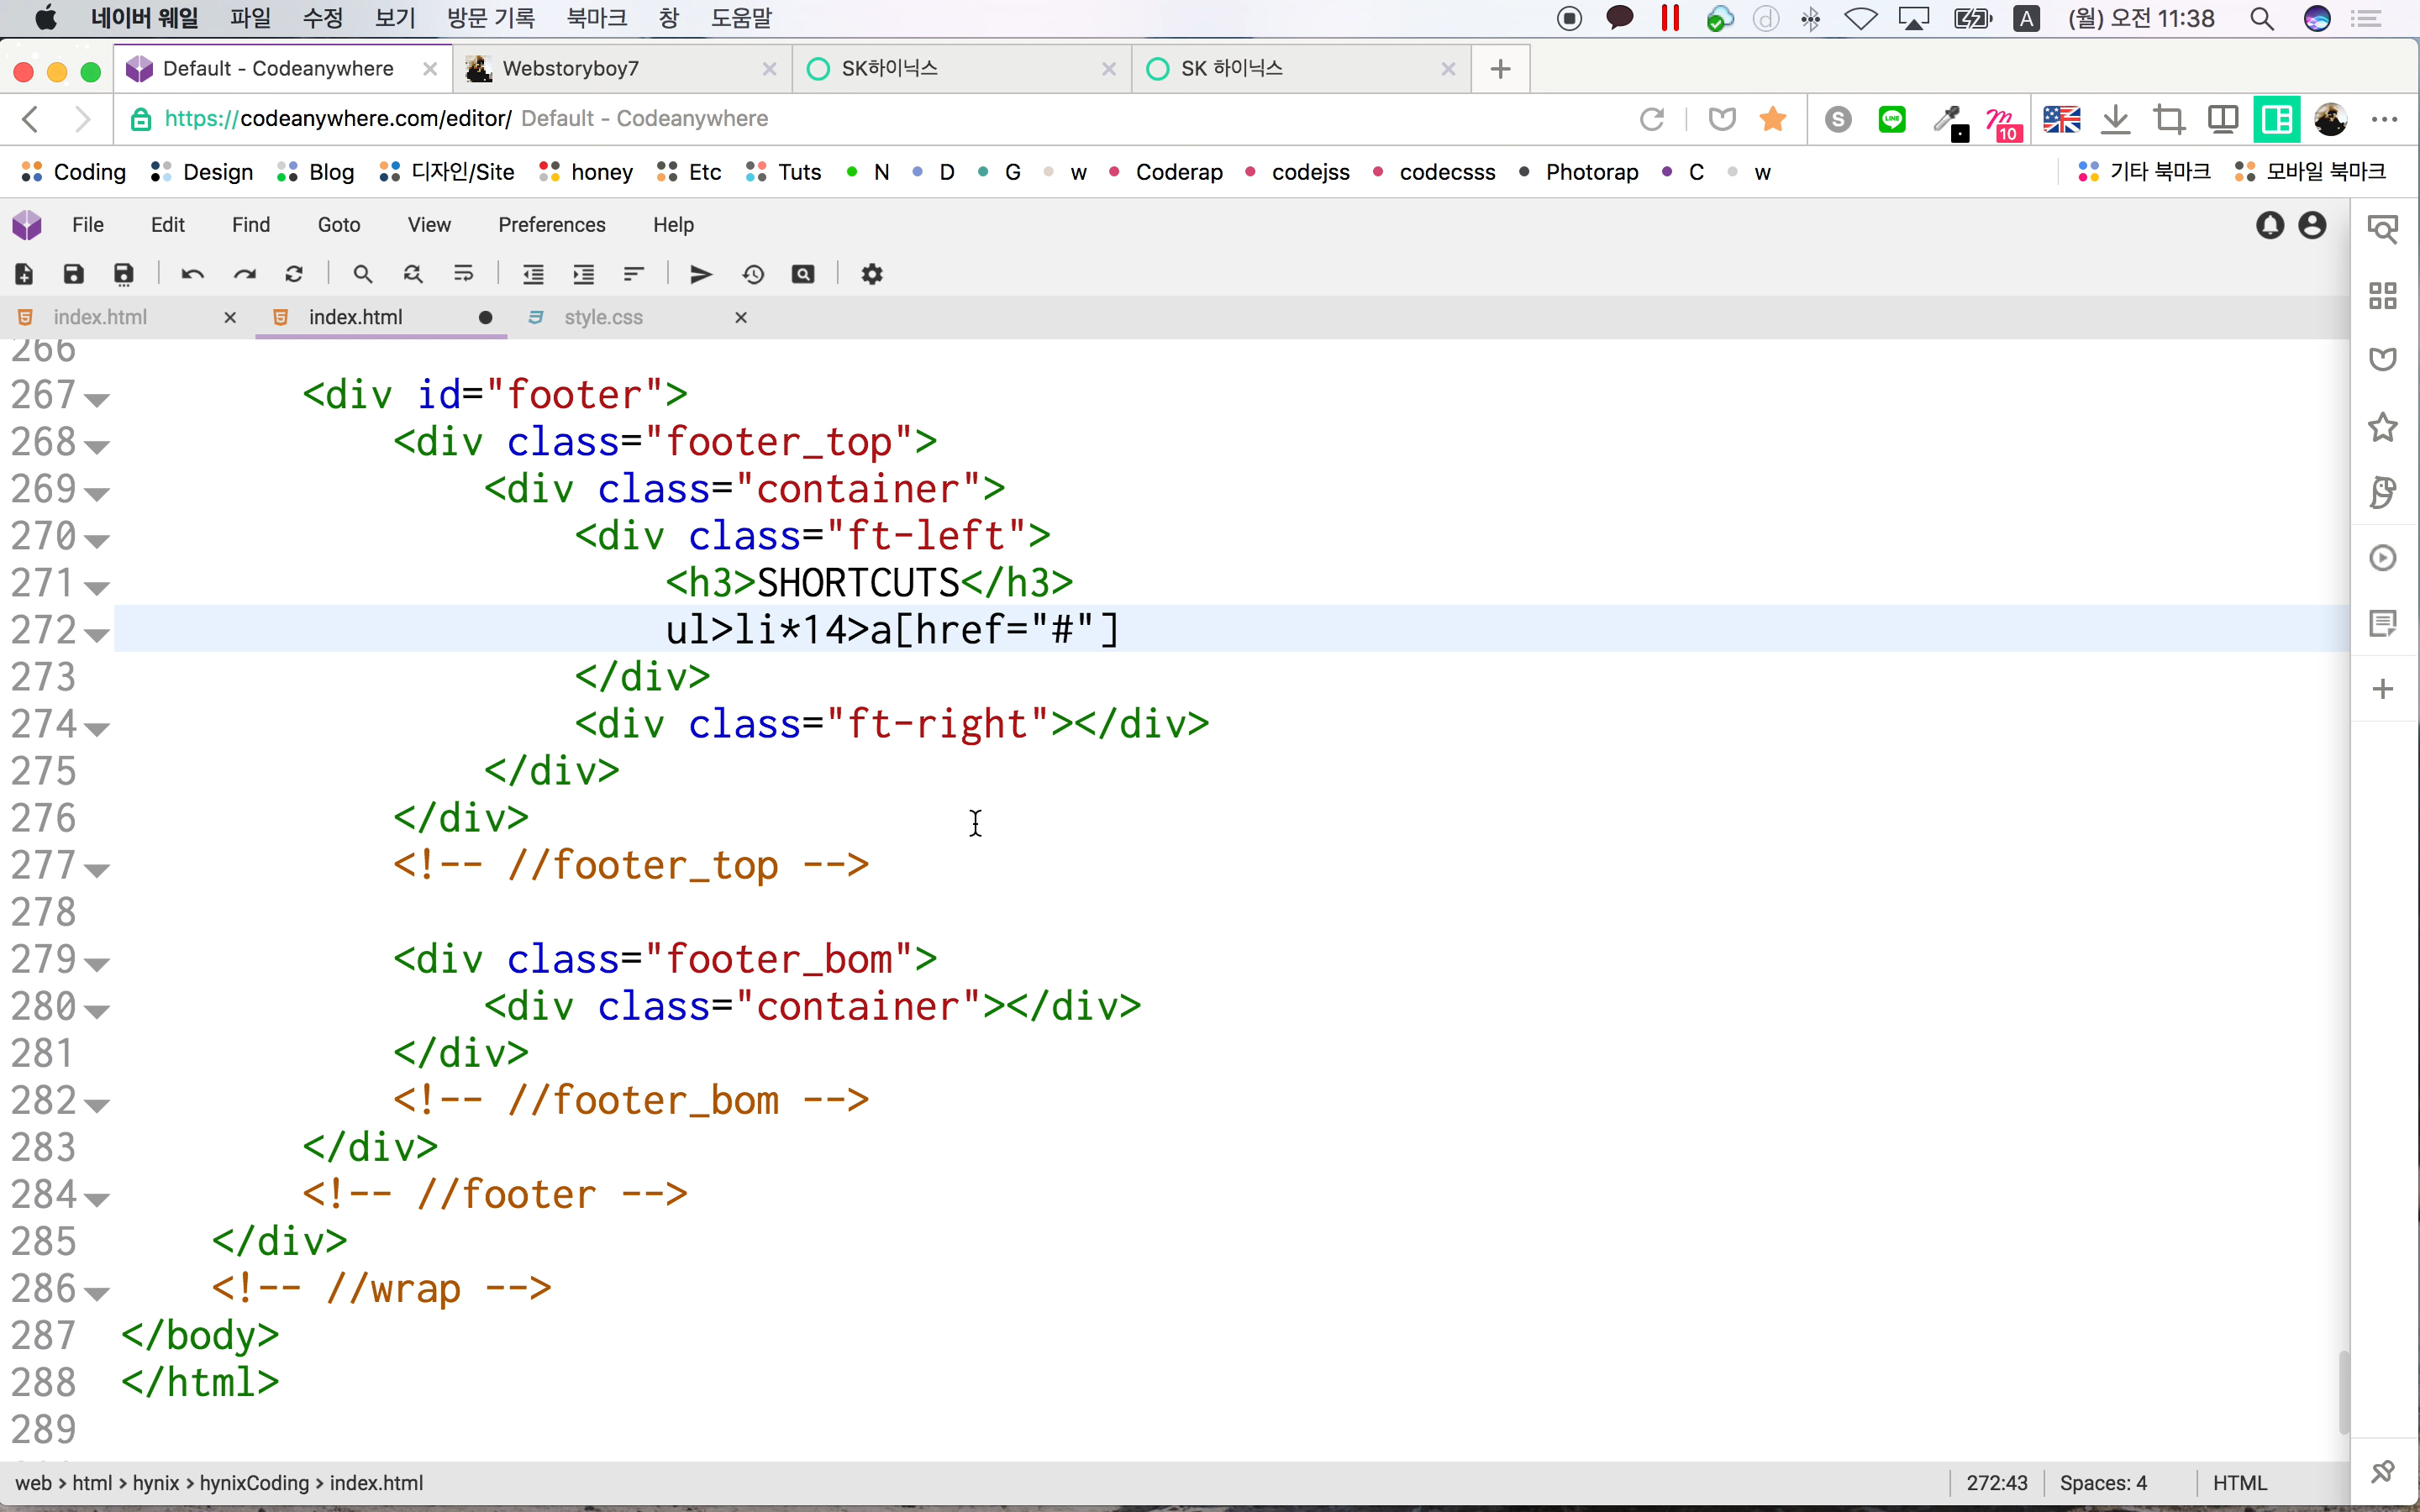 네이버 웨일 파일 수정 보기 방문 기록 북마크 창 도움말 (월) 오전 11:38
Default - Codeanywhere Webstoryboy7 SK하이닉스 SK 하이닉스
https://codeanywhere.com/editor/ Default - Codeanywhere
Coding Design Blog 디자인/Site honey Etc Tuts N D G w Coderap codejss codecsss Photorap C w 기타 북마크 모바일 북마크
File Edit Find Goto View Preferences Help
index.html index.html style.css
266
267 <div id="footer">
268 <div class="footer_top">
269 <div class="container">
270 <div class="ft-left">
271 <h3>SHORTCUTS</h3>
272 ul>li*14>a[href="#"]
273 </div>
274 <div class="ft-right"></div>
275 </div>
276 </div>
277 <!-- //footer_top -->
278
279 <div class="footer_bom">
280 <div class="container"></div>
281 </div>
282 <!-- //footer_bom -->
283 </div>
284 <!-- //footer -->
285 </div>
286 <!-- //wrap -->
287 </body>
288 </html>
289
web > html > hynix > hynixCoding > index.html 272:43 Spaces: 4 HTML